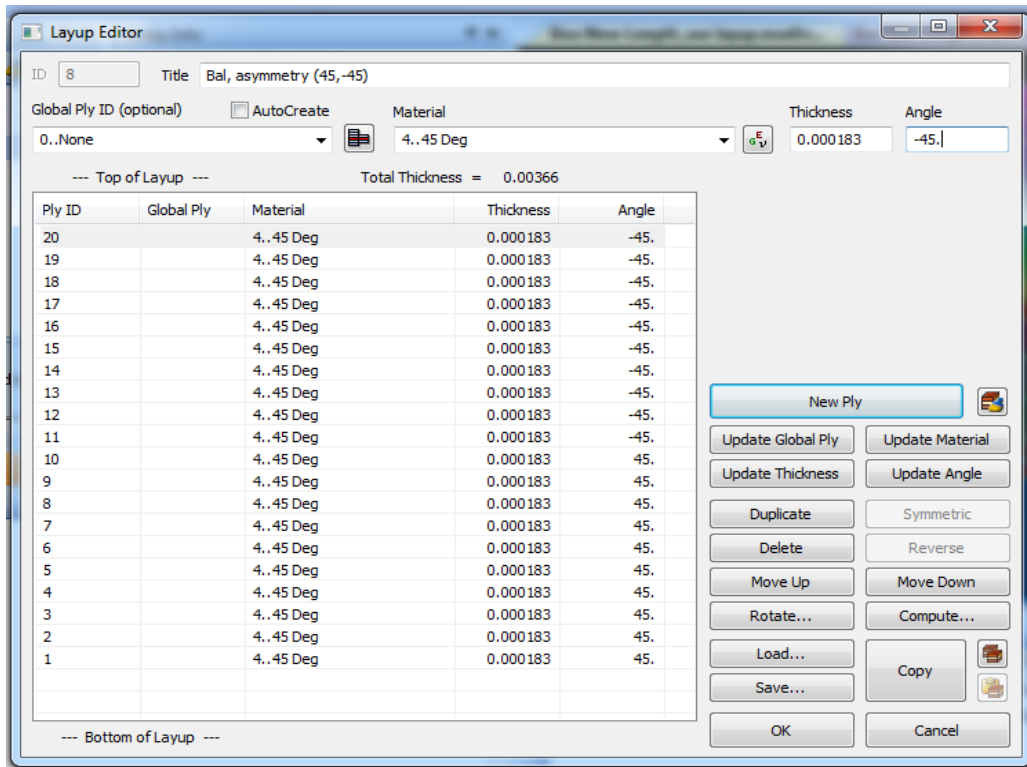 Layup Editor
ID 8 Title Bal, asymmetry (45,-45)
Global Ply ID (optional) AutoCreate Material Thickness Angle
0..None 4..45 Deg G E ν 0.000183 -45.
--- Top of Layup --- Total Thickness = 0.00366
Ply ID Global Ply Material Thickness Angle
20 4..45 Deg 0.000183 -45.
19 4..45 Deg 0.000183 -45.
18 4..45 Deg 0.000183 -45.
17 4..45 Deg 0.000183 -45.
16 4..45 Deg 0.000183 -45.
15 4..45 Deg 0.000183 -45.
14 4..45 Deg 0.000183 -45.
13 4..45 Deg 0.000183 -45.
12 4..45 Deg 0.000183 -45.
11 4..45 Deg 0.000183 -45.
10 4..45 Deg 0.000183 45.
9 4..45 Deg 0.000183 45.
8 4..45 Deg 0.000183 45.
7 4..45 Deg 0.000183 45.
6 4..45 Deg 0.000183 45.
5 4..45 Deg 0.000183 45.
4 4..45 Deg 0.000183 45.
3 4..45 Deg 0.000183 45.
2 4..45 Deg 0.000183 45.
1 4..45 Deg 0.000183 45.
--- Bottom of Layup ---
New Ply
Update Global Ply Update Material
Update Thickness Update Angle
Duplicate Symmetric
Delete Reverse
Move Up Move Down
Rotate... Compute...
Load... Copy
Save...
OK Cancel